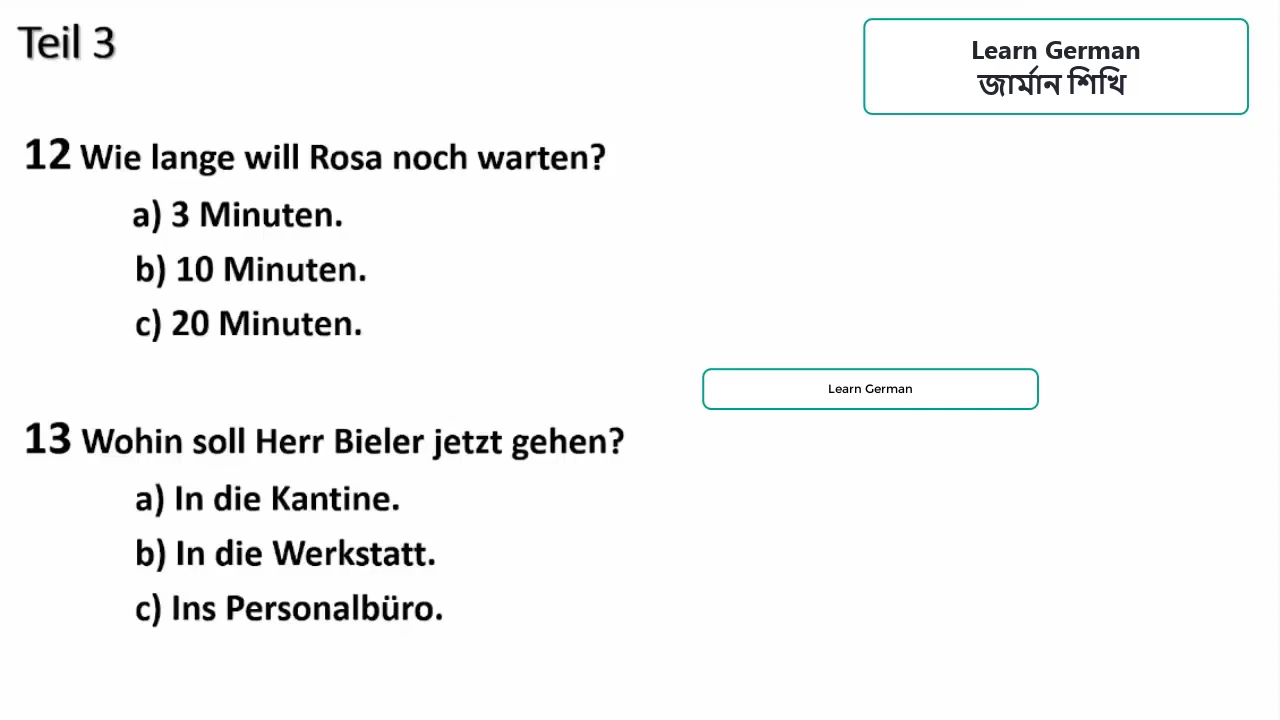 Teil 3
Learn German
জার্মান শিখি
12 Wie lange will Rosa noch warten?
a) 3 Minuten.
b) 10 Minuten.
c) 20 Minuten.
Learn German
13 Wohin soll Herr Bieler jetzt gehen?
a) In die Kantine.
b) In die Werkstatt.
c) Ins Personalbüro.